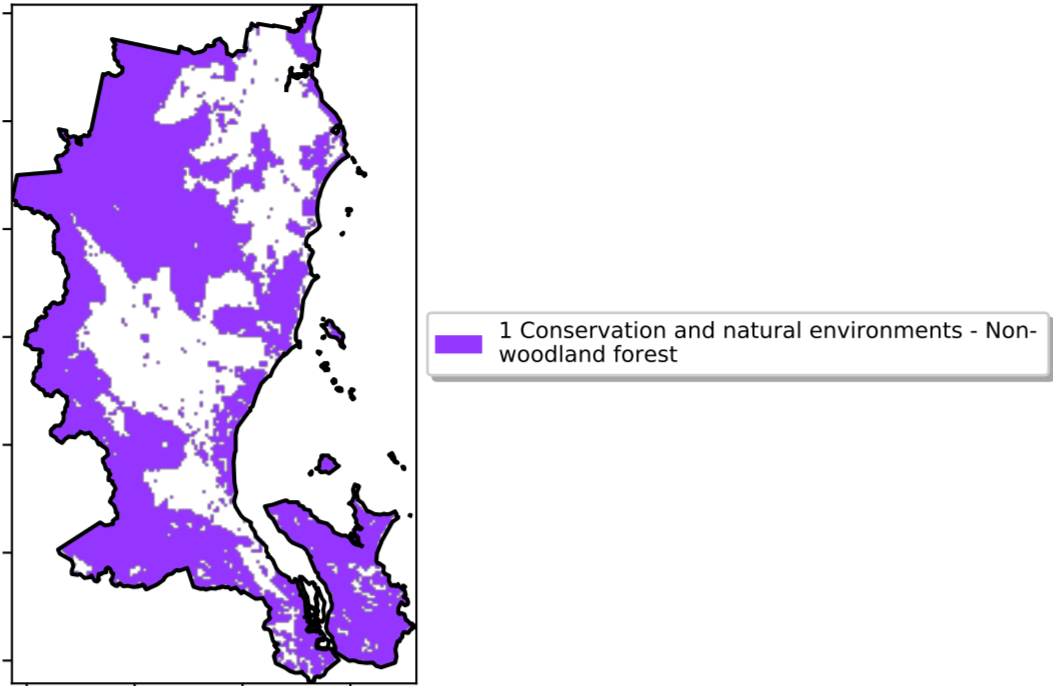 1 Conservation and natural environments - Non-
woodland forest